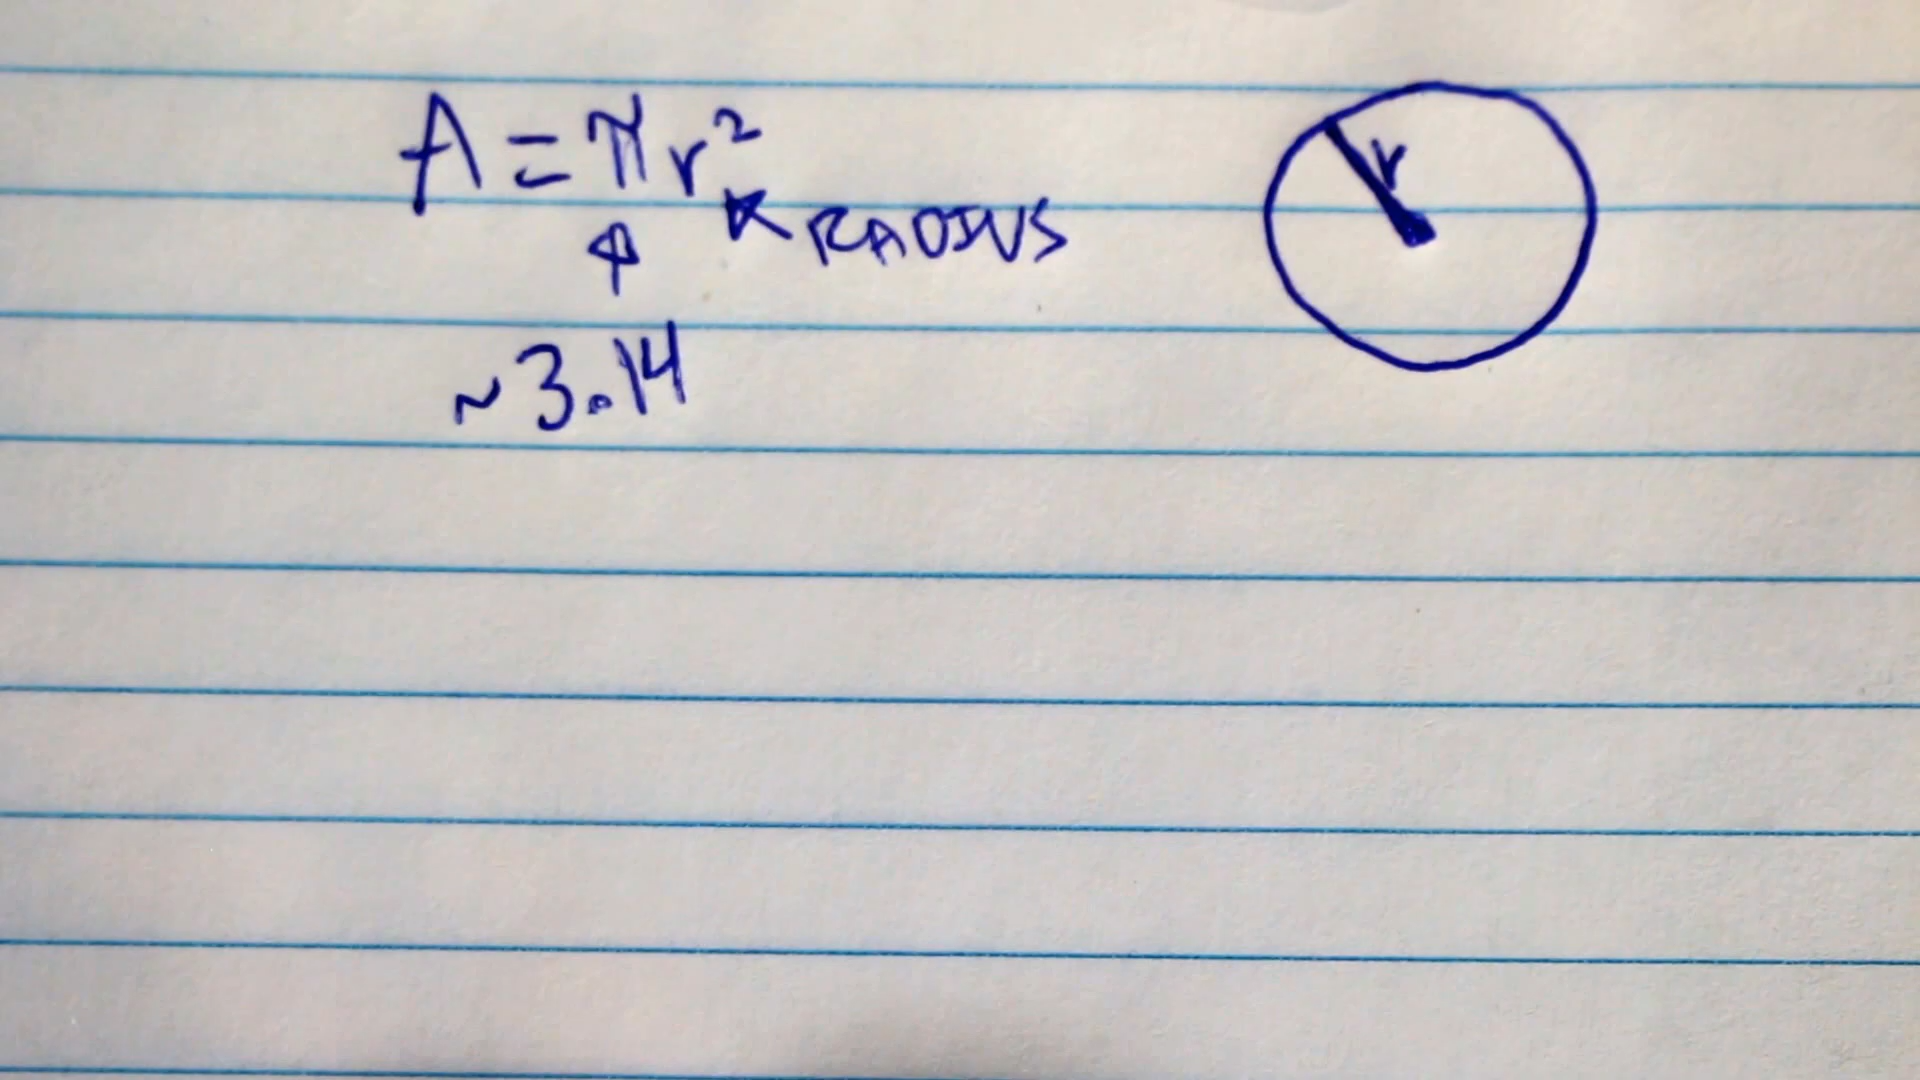 A = πr²
RADIUS
~3.14
r